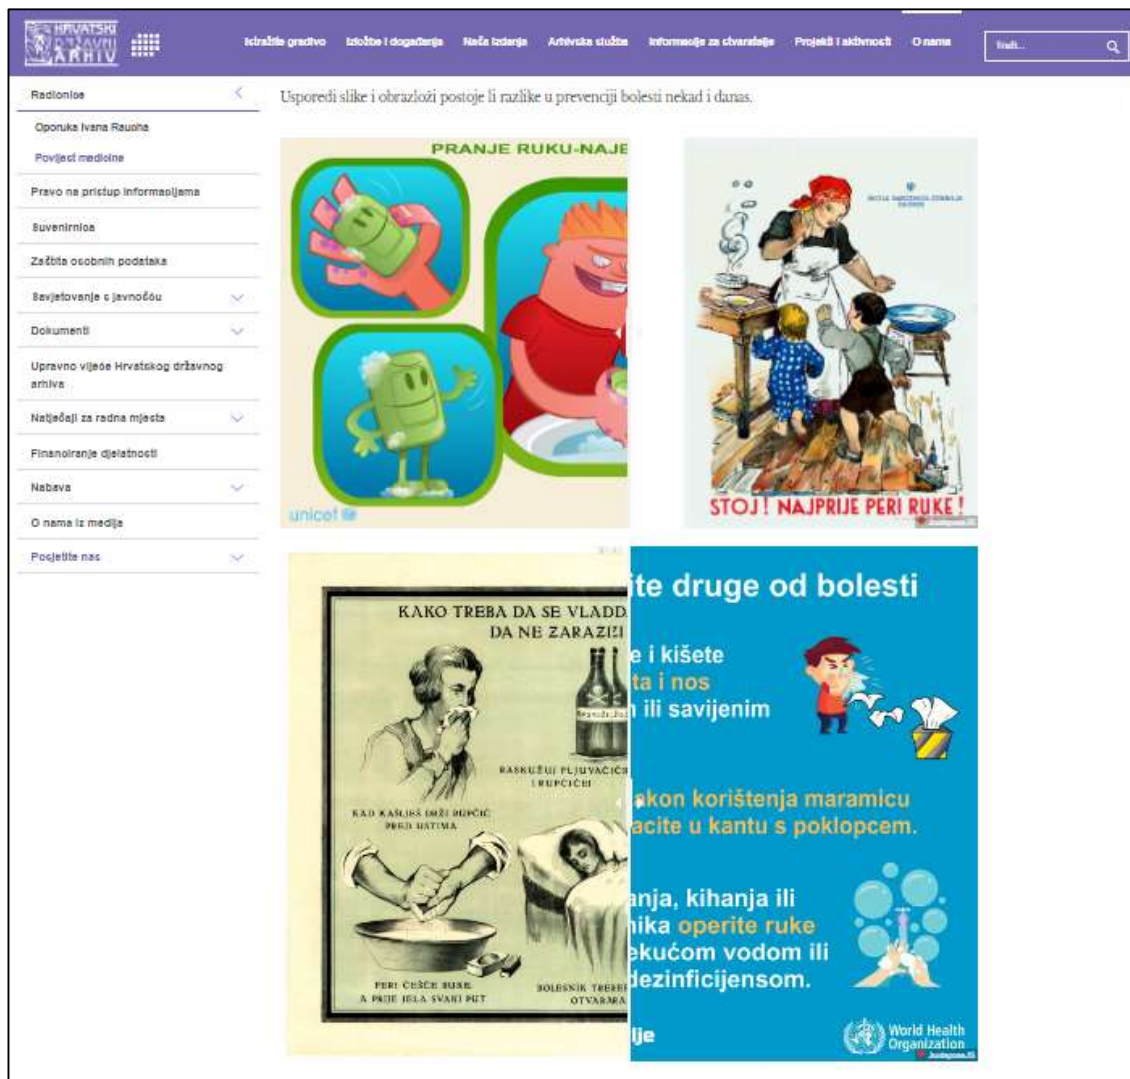 HRVATSKI
DRŽAVNI
ARHIV
Istražite gradivo
Izložbe i događanja
Naša izdanja
Arhivska služba
Informacije za stvaratelje
Projekti i aktivnosti
O nama
Traži...
Radionice
Oporuka Ivana Raucha
Povijest medicine
Pravo na pristup informacijama
Suvenirnica
Zaštita osobnih podataka
Savjetovanje s javnošću
Dokumenti
Upravno vijeće Hrvatskog državnog
arhiva
Natječaji za radna mjesta
Financiranje djelatnosti
Nabava
O nama iz medija
Posjetite nas
Usporedi slike i obrazloži postoje li razlike u prevenciji bolesti nekad i danas.
PRANJE RUKU-NAJE
unicef
STOJ! NAJPRIJE PERI RUKE!
JuxtaposeJS
KAKO TREBA DA SE VLADA
DA NE ZARAZI
RASKUŽUJ PLJUVAČK
I RUPČIĆE!
KAD KAŠLJEŠ DRŽI RUPČIĆ
PRED USTIMA
PERI ČEŠĆE RUKE
A PRIJE JELA SVAKI PUT
BOLESNIK TREBA
OTVARA
ite druge od bolesti
e i kišete
ta i nos
n ili savijenim
akon korištenja maramicu
acite u kantu s poklopcem.
anja, kihanja ili
nika operite ruke
ekućom vodom ili
dezinficijensom.
lje
World Health
Organization
JuxtaposeJS